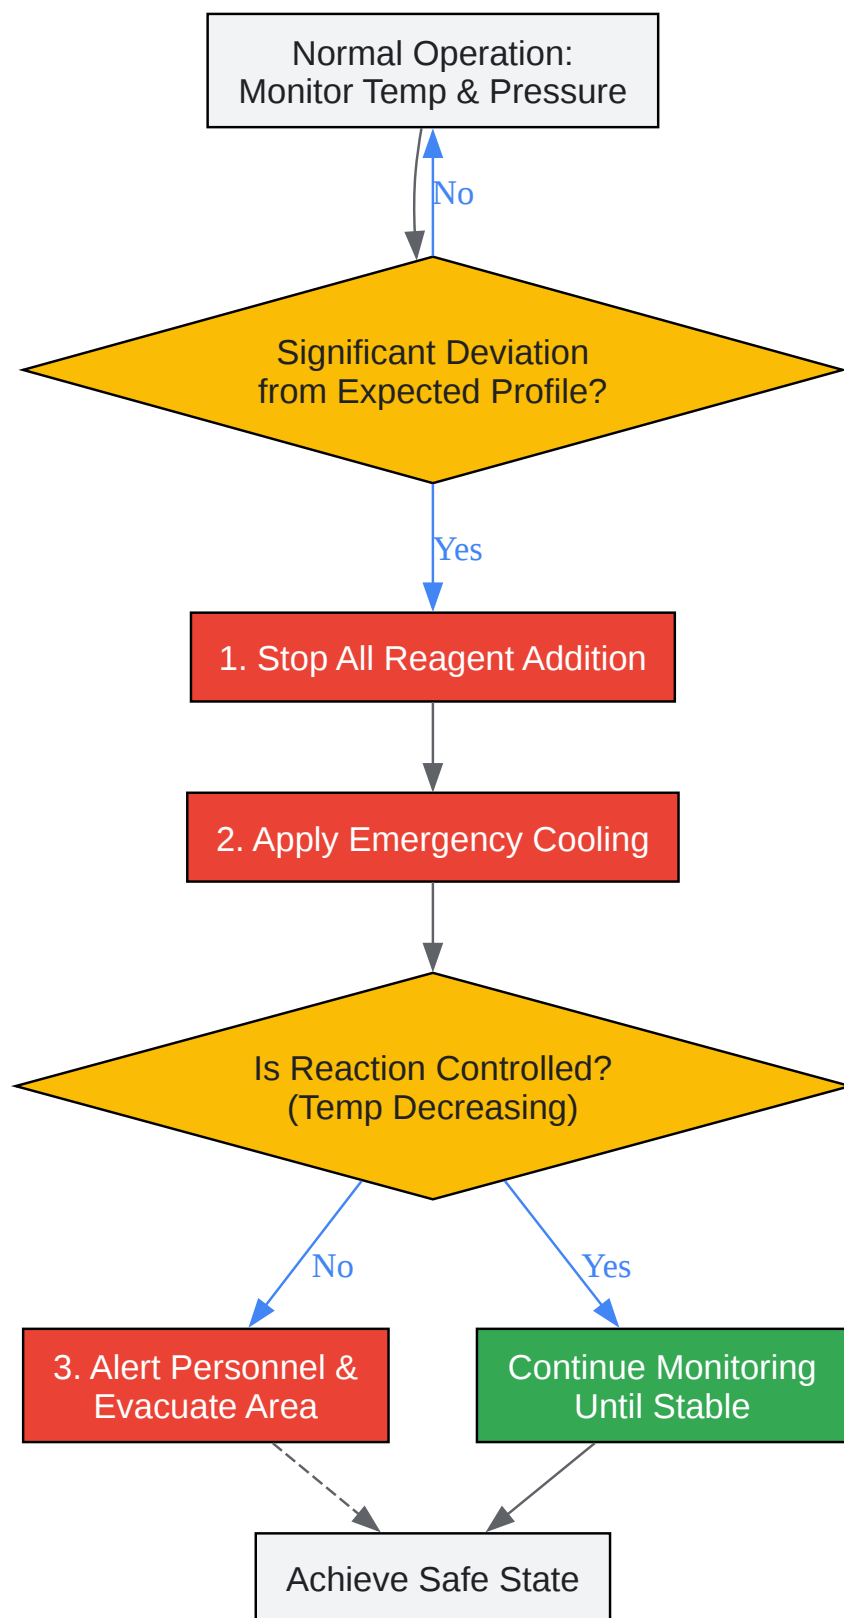 Normal Operation:
Monitor Temp & Pressure
No
Significant Deviation
from Expected Profile?
Yes
1. Stop All Reagent Addition
2. Apply Emergency Cooling
Is Reaction Controlled?
(Temp Decreasing)
No
Yes
3. Alert Personnel &
Evacuate Area
Continue Monitoring
Until Stable
Achieve Safe State